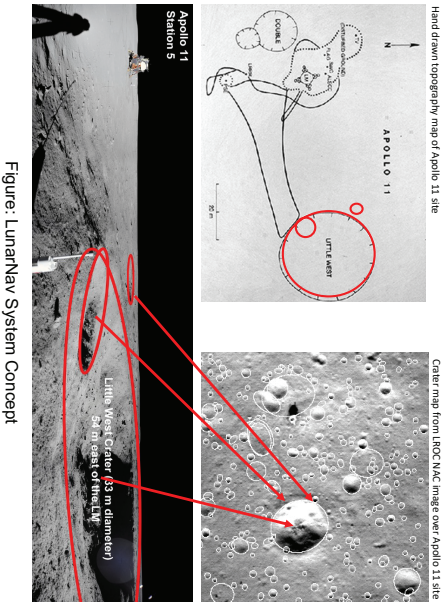 Hand drawn topography map of Apollo 11 site
N
APOLLO 11
DOUBLE
LM
LITTLE WEST
20 m
Crater map from LROC NAC image over Apollo 11 site
Apollo 11
Station 5
Little West Crater (33 m diameter)
54 m east of the LM
Figure: LunarNav System Concept